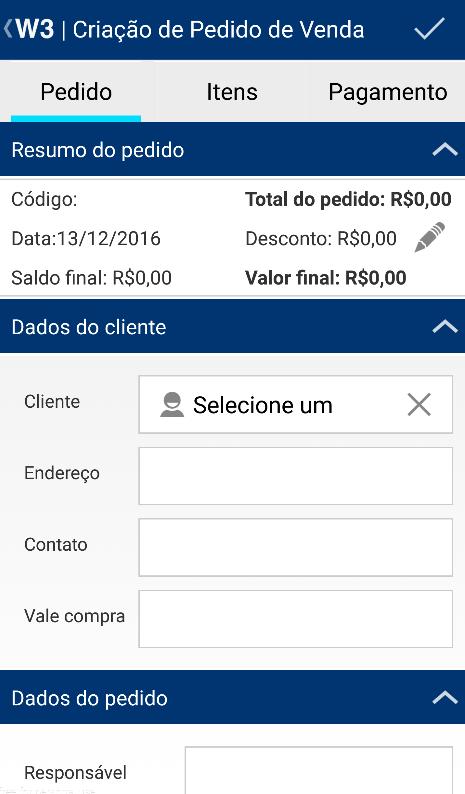 W3 | Criação de Pedido de Venda
Pedido Itens Pagamento
Resumo do pedido
Código: Total do pedido: R$0,00
Data:13/12/2016 Desconto: R$0,00
Saldo final: R$0,00 Valor final: R$0,00
Dados do cliente
Cliente Selecione um
Endereço
Contato
Vale compra
Dados do pedido
Responsável